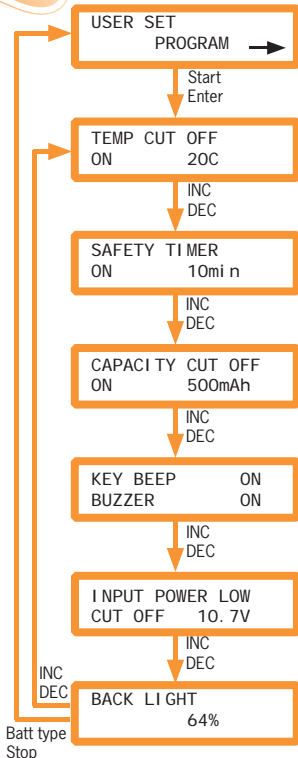 USER SET
PROGRAM
Start
Enter
TEMP CUT OFF
ON 20C
INC
DEC
SAFETY TIMER
ON 10min
INC
DEC
CAPACITY CUT OFF
ON 500mAh
INC
DEC
KEY BEEP ON
BUZZER ON
INC
DEC
INPUT POWER LOW
CUT OFF 10.7V
INC
DEC
INC
DEC
BACK LIGHT
64%
Batt type
Stop